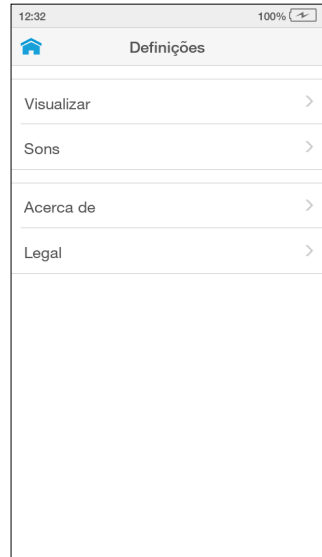 12:32 100%
Definições
Visualizar
Sons
Acerca de
Legal